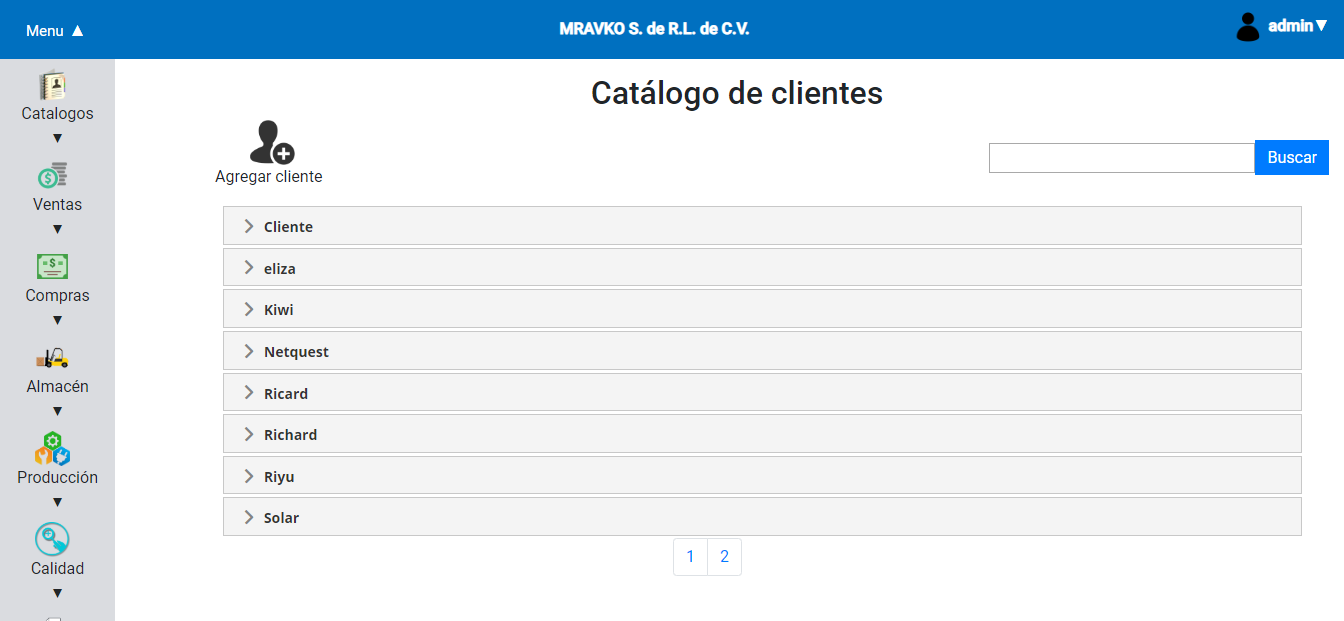 Menu ▲
MRAVKO S. de R.L. de C.V.
admin▼
Catalogos
▼
Ventas
▼
Compras
▼
Almacén
▼
Producción
▼
Calidad
▼
Catálogo de clientes
Agregar cliente
Buscar
Cliente
eliza
Kiwi
Netquest
Ricard
Richard
Riyu
Solar
1 2